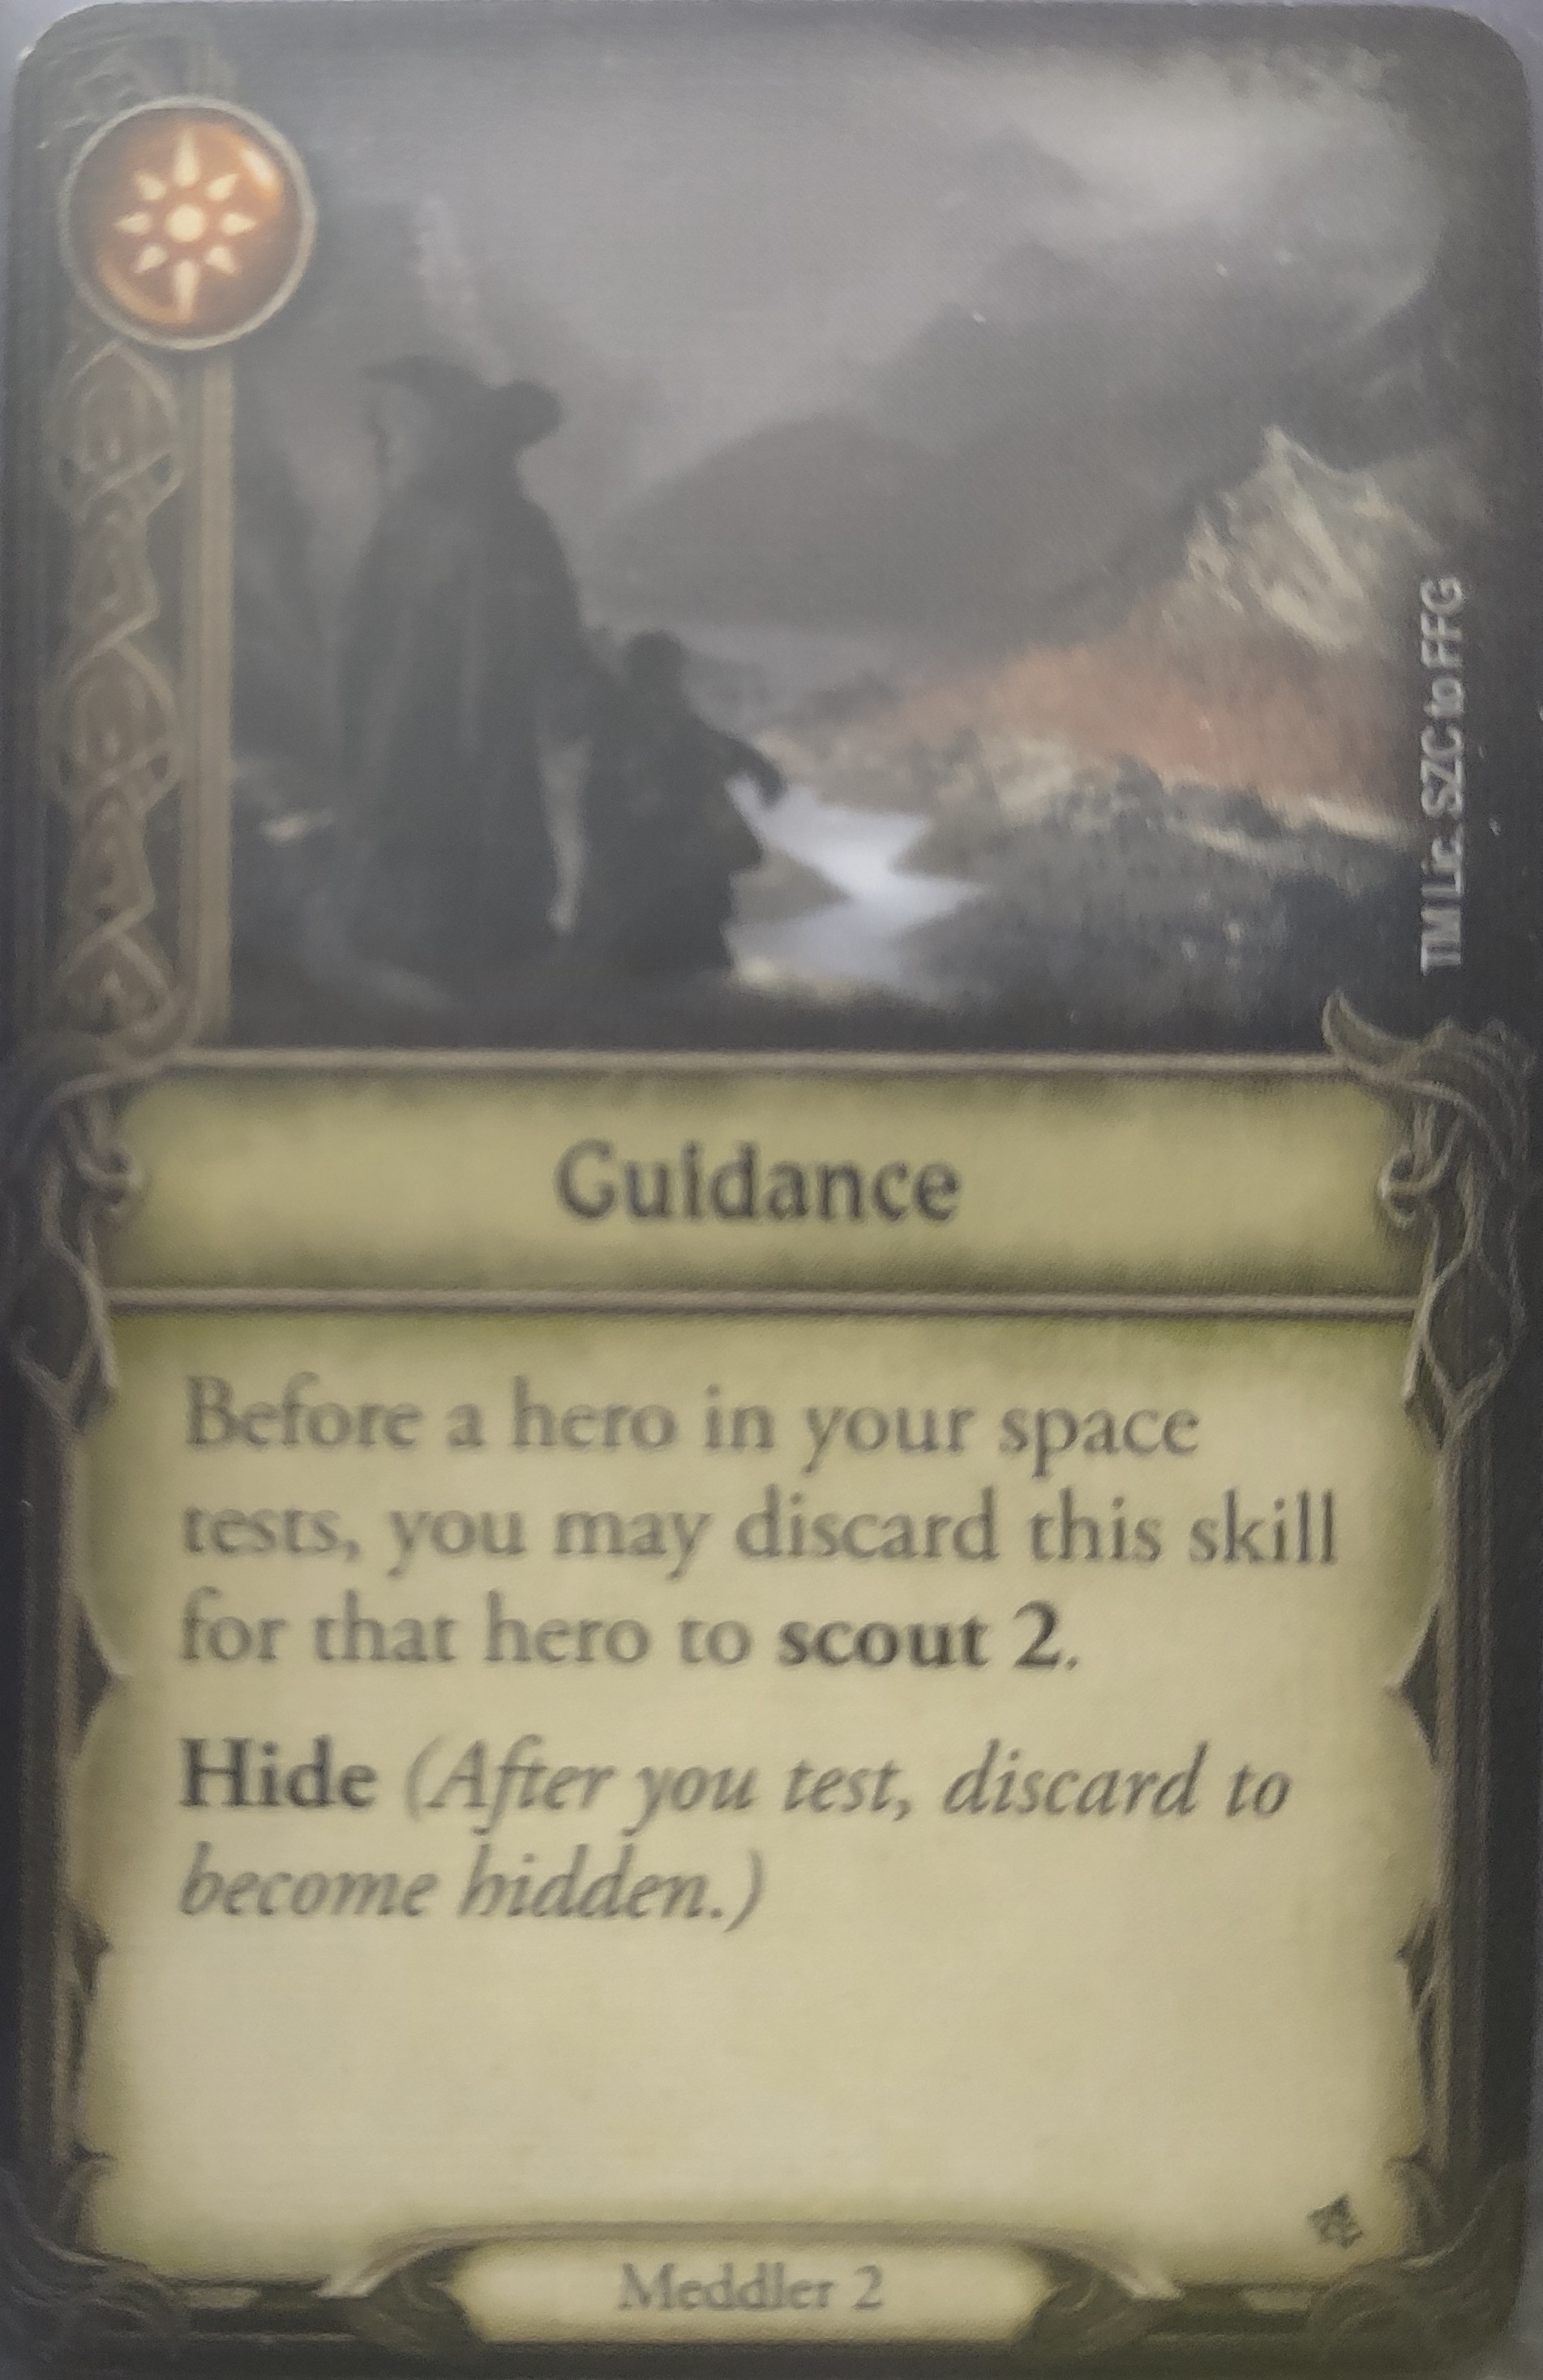 TM Lic. SZC to FFG
Guidance
Before a hero in your space
tests, you may discard this skill
for that hero to scout 2.
Hide (After you test, discard to
become hidden.)
Meddler 2